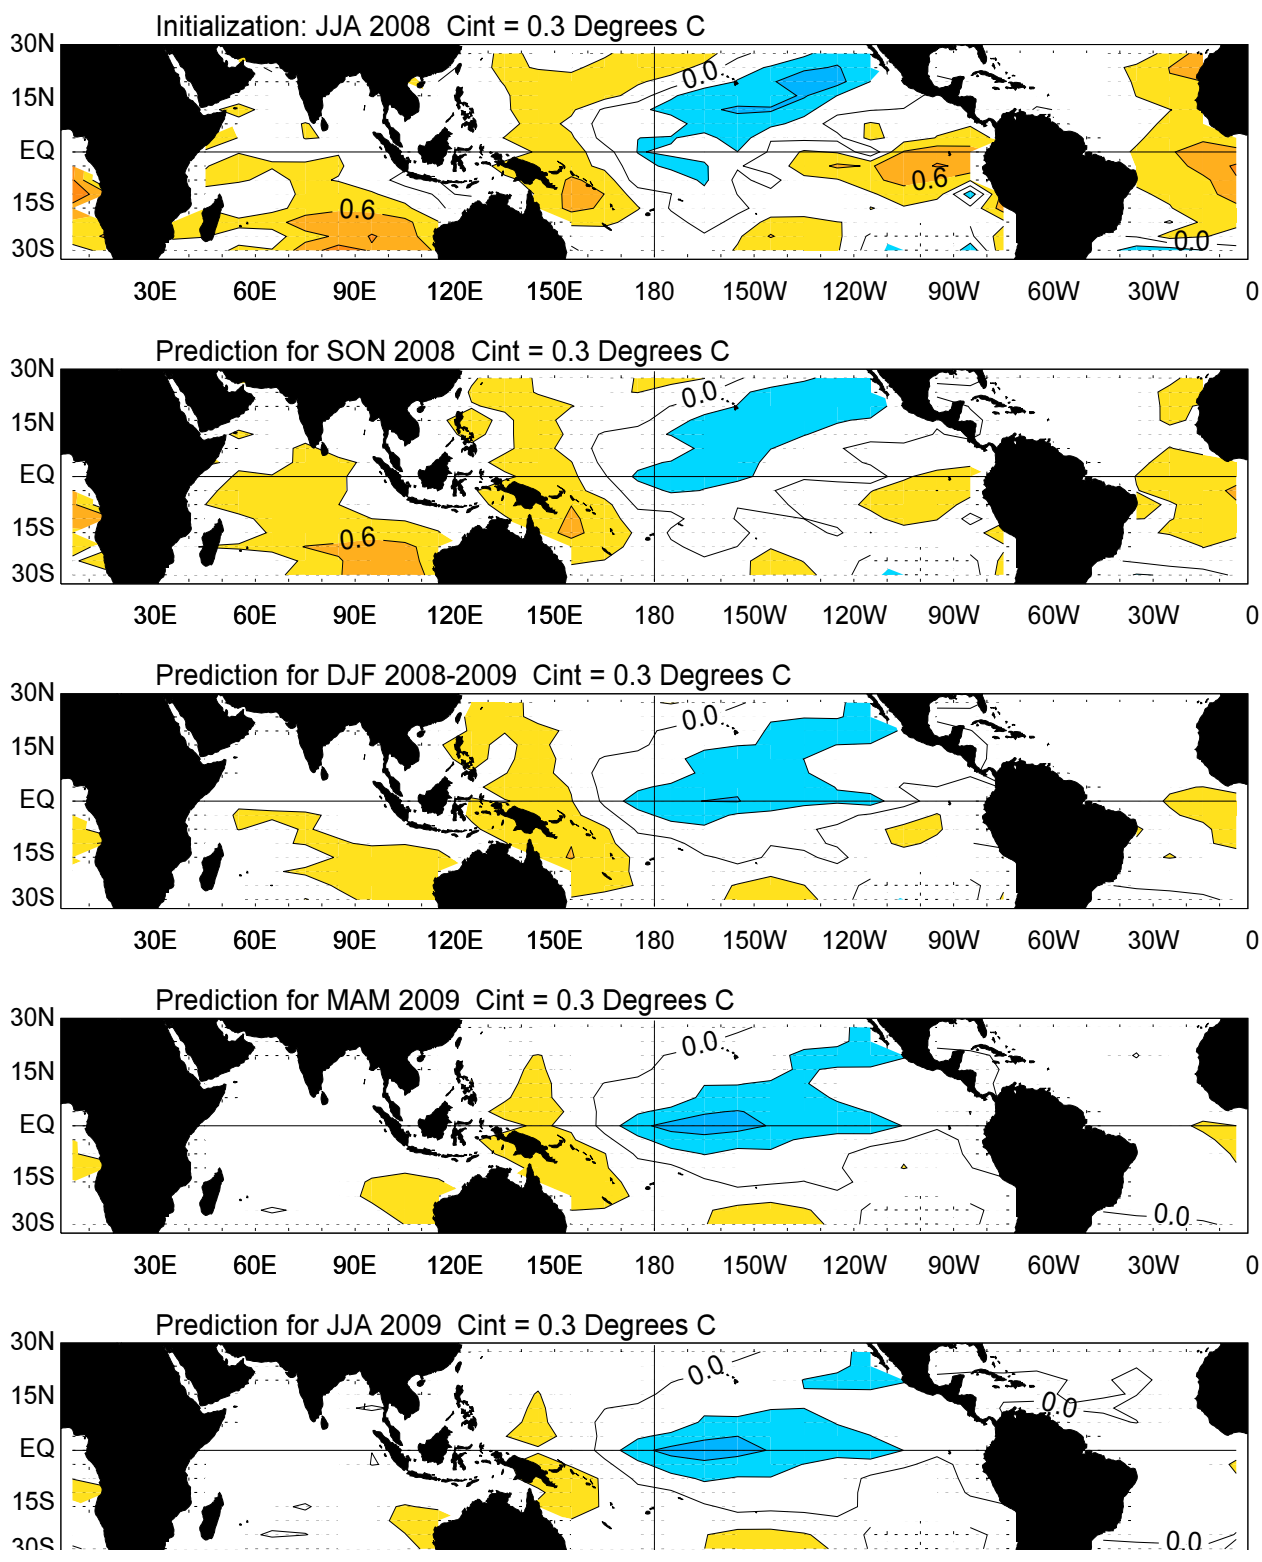 Initialization: JJA 2008 Cint = 0.3 Degrees C
30N
0.0
15N
EQ
0.6
15S
0.6
30S
0.0
30E 60E 90E 120E 150E 180 150W 120W 90W 60W 30W 0
Prediction for SON 2008 Cint = 0.3 Degrees C
30N
0.0
15N
EQ
15S
0.6
30S
30E 60E 90E 120E 150E 180 150W 120W 90W 60W 30W 0
Prediction for DJF 2008-2009 Cint = 0.3 Degrees C
30N
0.0
15N
EQ
15S
30S
30E 60E 90E 120E 150E 180 150W 120W 90W 60W 30W 0
Prediction for MAM 2009 Cint = 0.3 Degrees C
30N
0.0
15N
EQ
15S
30S
0.0
30E 60E 90E 120E 150E 180 150W 120W 90W 60W 30W 0
Prediction for JJA 2009 Cint = 0.3 Degrees C
30N
0.0
15N
0.0
EQ
15S
30S
0.0